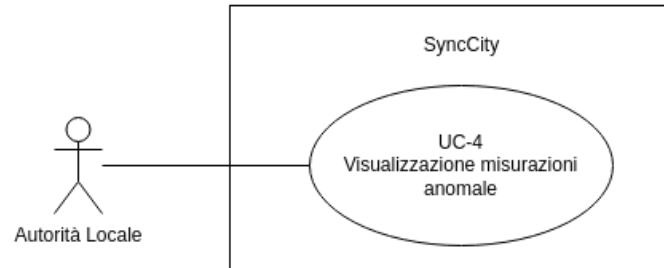 SyncCity
UC-4
Visualizzazione misurazioni
anomale
Autorità Locale